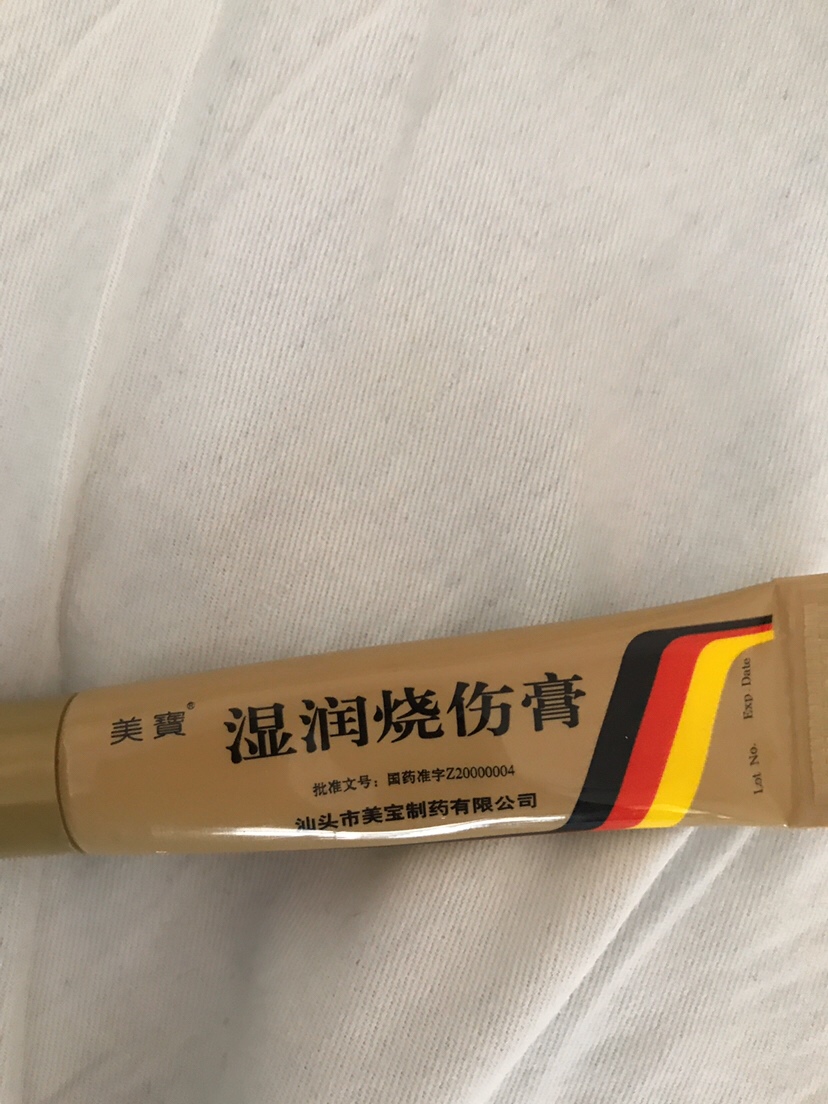 美寶®
湿润烧伤膏
批准文号：国药准字Z20000004
汕头市美宝制药有限公司
Lot No.
Exp Date